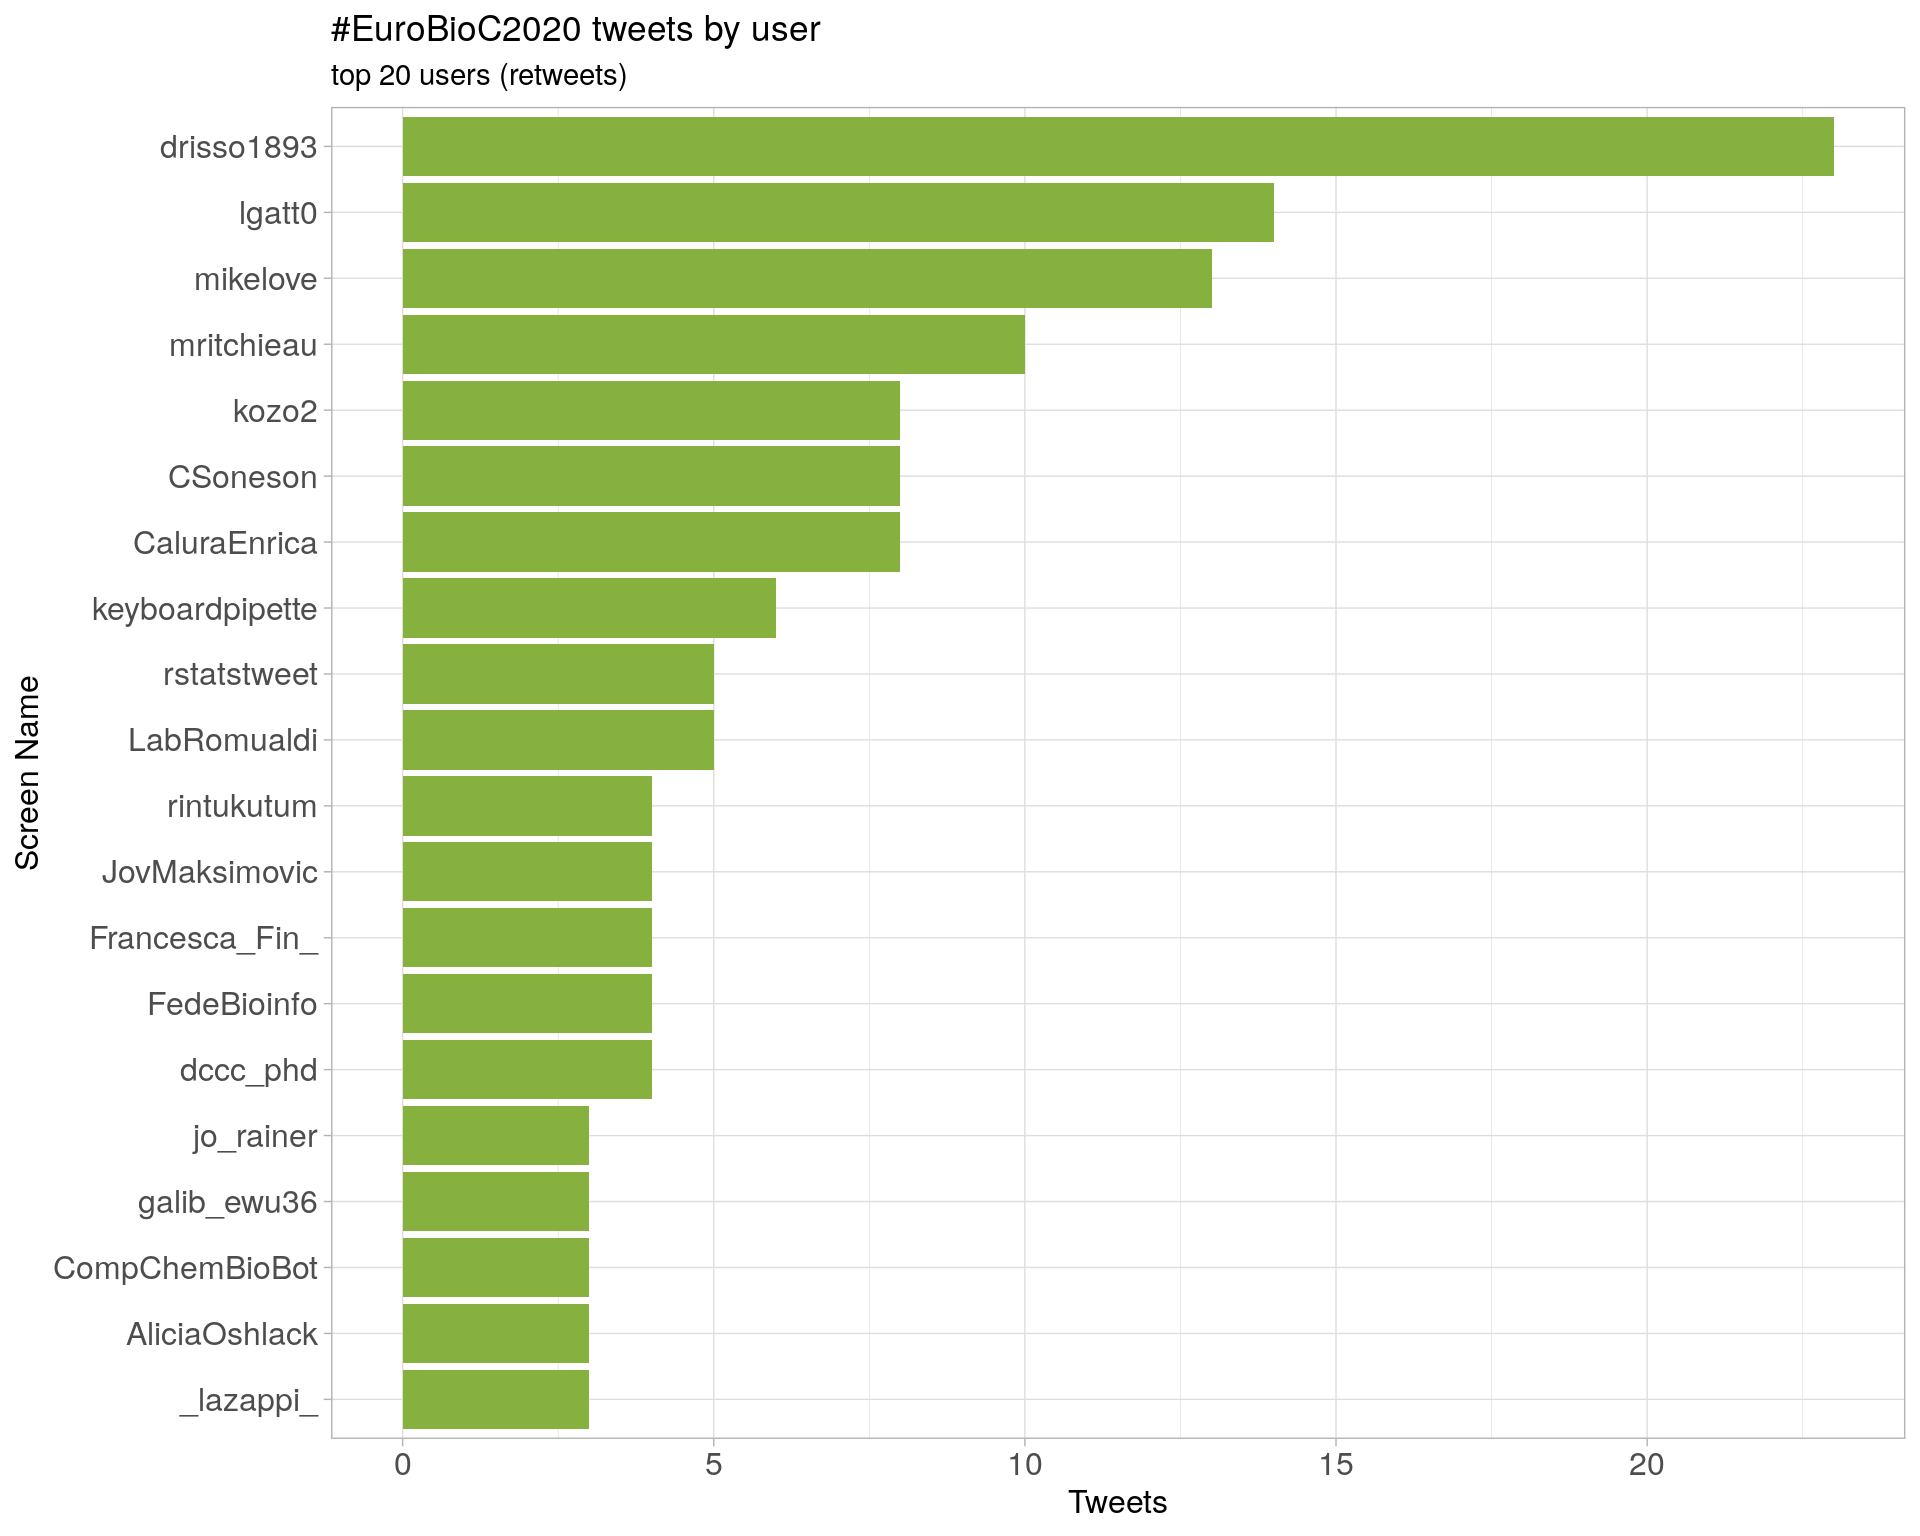 #EuroBioC2020 tweets by user
top 20 users (retweets)
Screen Name
drisso1893
lgatt0
mikelove
mritchieau
kozo2
CSoneson
CaluraEnrica
keyboardpipette
rstatstweet
LabRomualdi
rintukutum
JovMaksimovic
Francesca_Fin_
FedeBioinfo
dccc_phd
jo_rainer
galib_ewu36
CompChemBioBot
AliciaOshlack
_lazappi_
0 5 10 15 20
Tweets